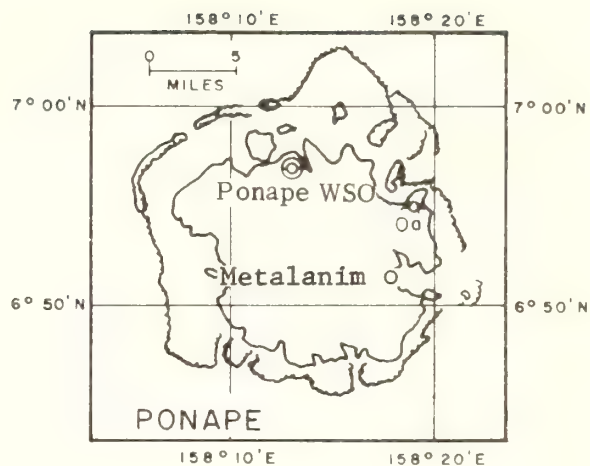 158° 10' E 158° 20' E
0 5
MILES
7° 00'N 7° 00'N
Ponape WSO
Oa
Metalanim
6° 50'N 6° 50'N
PONAPE
158° 10' E 158° 20' E